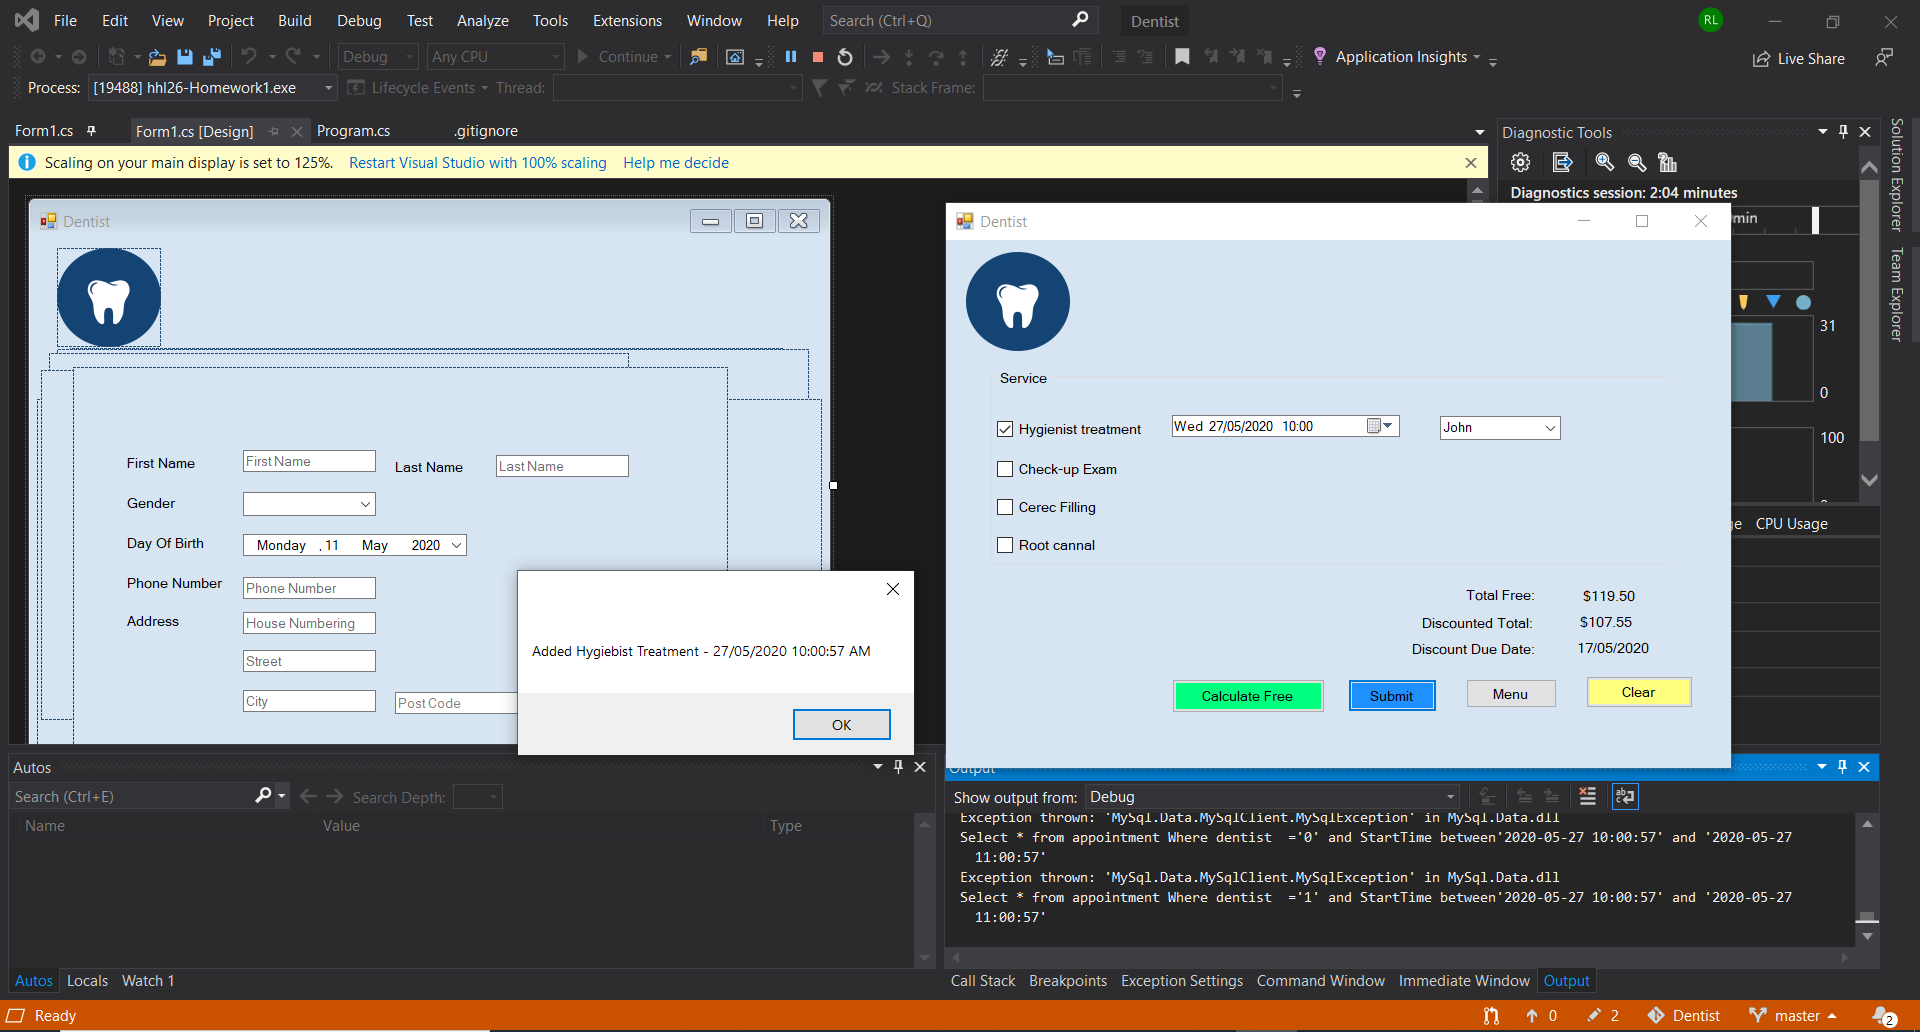 File Edit View Project Build Debug Test Analyze Tools Extensions Window Help Search (Ctrl+Q) Dentist RL
Debug Any CPU Continue Application Insights Live Share
Process: [19488] hhl26-Homework1.exe Lifecycle Events Thread: Stack Frame:
Form1.cs Form1.cs [Design] Program.cs .gitignore
Scaling on your main display is set to 125%. Restart Visual Studio with 100% scaling Help me decide
Dentist
First Name First Name Last Name Last Name
Gender
Day Of Birth Monday , 11 May 2020
Phone Number Phone Number
Address House Numbering
Street
City Post Code
Added Hygiebist Treatment - 27/05/2020 10:00:57 AM
OK
Dentist
Service
Hygienist treatment Wed 27/05/2020 10:00 John
Check-up Exam
Cerec Filling
Root cannal
Total Free: $119.50
Discounted Total: $107.55
Discount Due Date: 17/05/2020
Calculate Free Submit Menu Clear
Diagnostic Tools
Diagnostics session: 2:04 minutes
min
31
0
100
CPU Usage
Solution Explorer
Team Explorer
Autos
Search (Ctrl+E) Search Depth:
Name Value Type
Autos Locals Watch 1
Output
Show output from: Debug
Exception thrown: 'MySql.Data.MySqlClient.MySqlException' in MySql.Data.dll
Select * from appointment Where dentist ='0' and StartTime between'2020-05-27 10:00:57' and '2020-05-27
11:00:57'
Exception thrown: 'MySql.Data.MySqlClient.MySqlException' in MySql.Data.dll
Select * from appointment Where dentist ='1' and StartTime between'2020-05-27 10:00:57' and '2020-05-27
11:00:57'
Call Stack Breakpoints Exception Settings Command Window Immediate Window Output
Ready 0 2 Dentist master 2